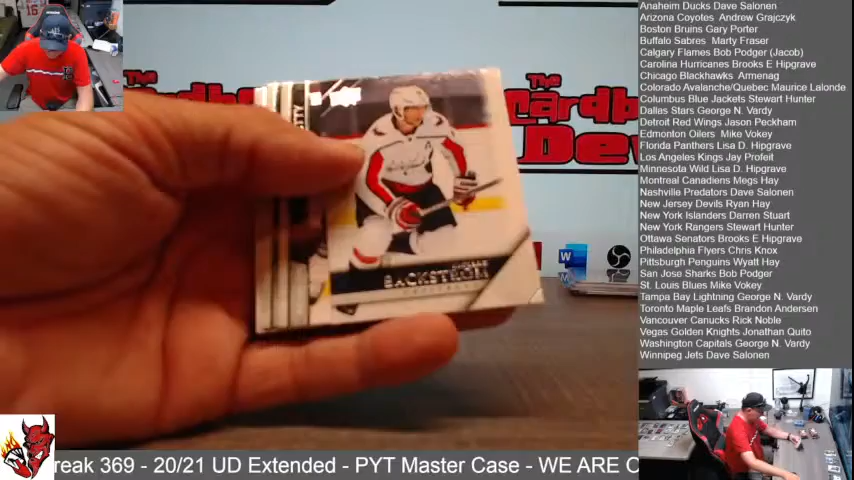 Anaheim Ducks Dave Salonen
Arizona Coyotes Andrew Grajczyk
Boston Bruins Gary Porter
Buffalo Sabres Marty Fraser
Calgary Flames Bob Podger (Jacob)
Carolina Hurricanes Brooks E Hipgrave
Chicago Blackhawks Armenag
Colorado Avalanche/Quebec Maurice Lalonde
Columbus Blue Jackets Stewart Hunter
Dallas Stars George N. Vardy
Detroit Red Wings Jason Peckham
Edmonton Oilers Mike Vokey
Florida Panthers Lisa D. Hipgrave
Los Angeles Kings Jay Profeit
Minnesota Wild Lisa D. Hipgrave
Montreal Canadiens Megs Hay
Nashville Predators Dave Salonen
New Jersey Devils Ryan Hay
New York Islanders Darren Stuart
New York Rangers Stewart Hunter
Ottawa Senators Brooks E Hipgrave
Philadelphia Flyers Chris Knox
Pittsburgh Penguins Wyatt Hay
San Jose Sharks Bob Podger
St. Louis Blues Mike Vokey
Tampa Bay Lightning George N. Vardy
Toronto Maple Leafs Brandon Andersen
Vancouver Canucks Rick Noble
Vegas Golden Knights Jonathan Quito
Washington Capitals George N. Vardy
Winnipeg Jets Dave Salonen
The
The
Cardb
De
BACKSTROM
W
reak 369 - 20/21 UD Extended - PYT Master Case - WE ARE